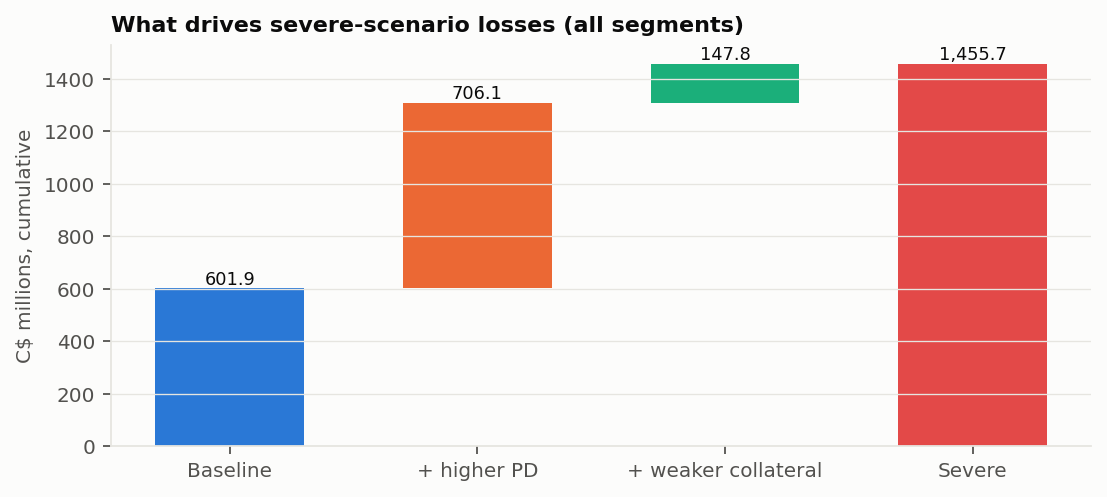 What drives severe-scenario losses (all segments)
C$ millions, cumulative
1400
1200
1000
800
600
400
200
0
601.9
706.1
147.8
1,455.7
Baseline
+ higher PD
+ weaker collateral
Severe